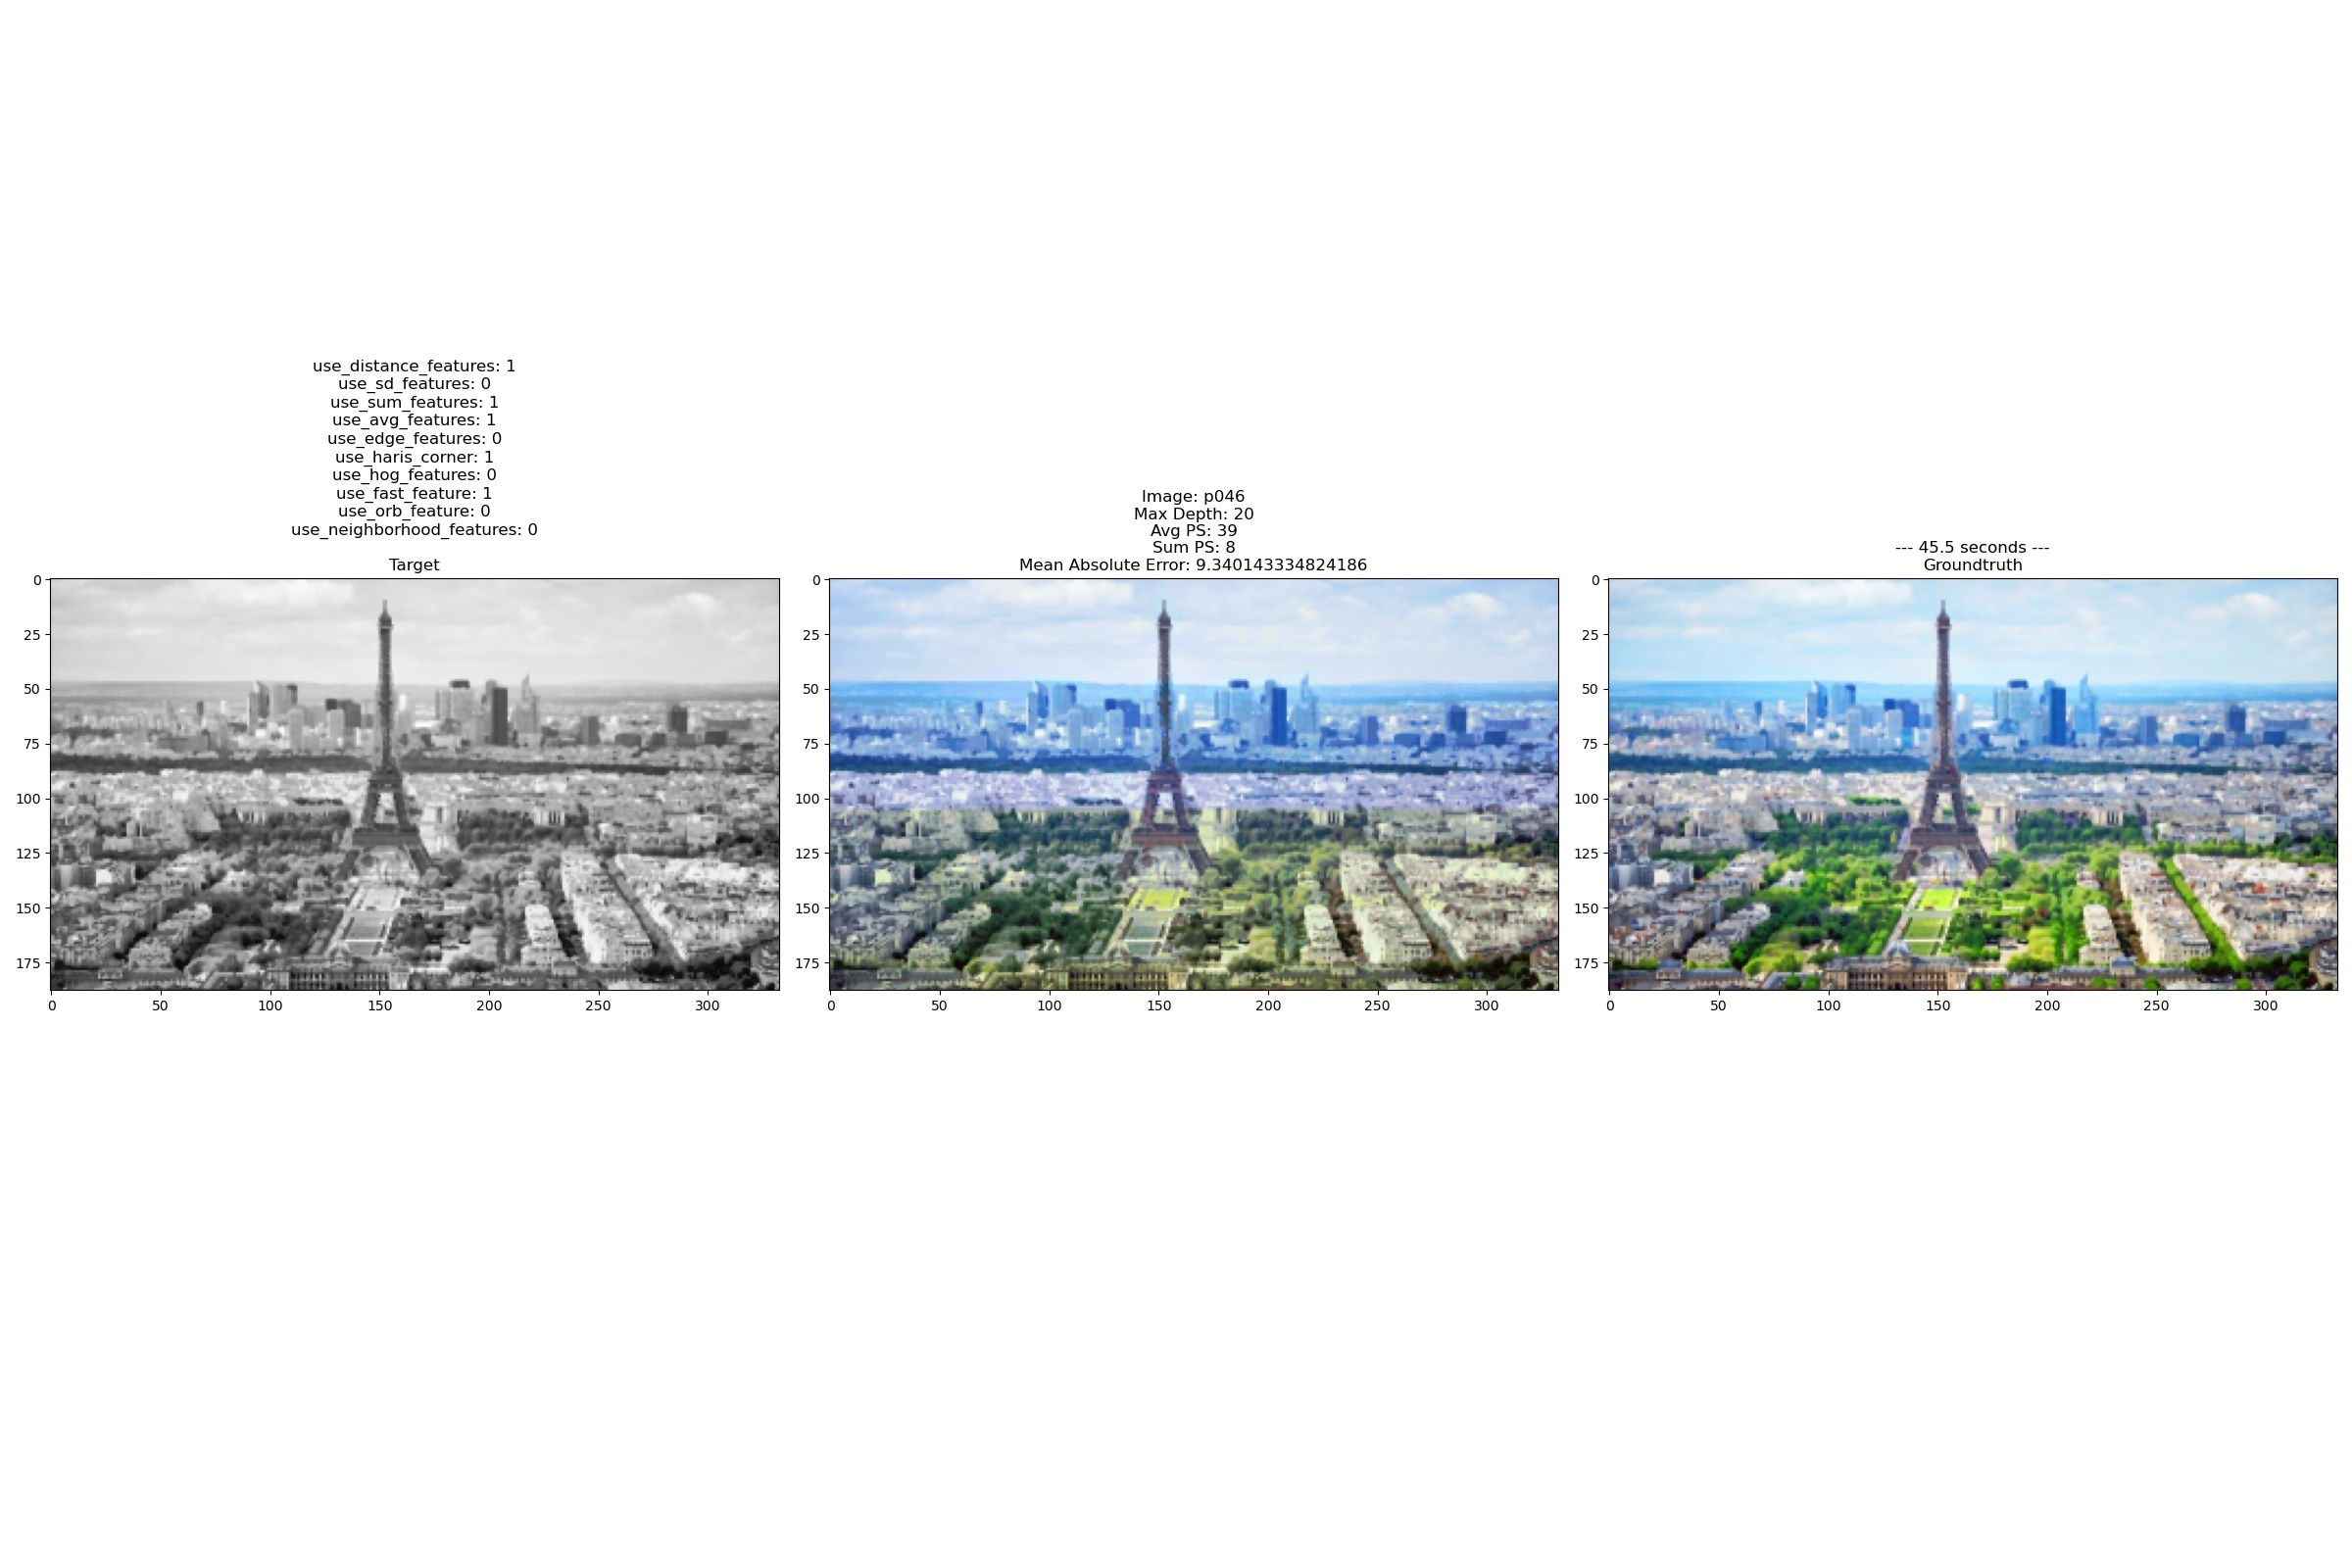 use_distance_features: 1
use_sd_features: 0
use_sum_features: 1
use_avg_features: 1
use_edge_features: 0
use_haris_corner: 1
use_hog_features: 0
use_fast_feature: 1
use_orb_feature: 0
use_neighborhood_features: 0
Target
0
25
50
75
100
125
150
175
0 50 100 150 200 250 300
Image: p046
Max Depth: 20
Avg PS: 39
Sum PS: 8
Mean Absolute Error: 9.340143334824186
0
25
50
75
100
125
150
175
0 50 100 150 200 250 300
--- 45.5 seconds ---
Groundtruth
0
25
50
75
100
125
150
175
0 50 100 150 200 250 300